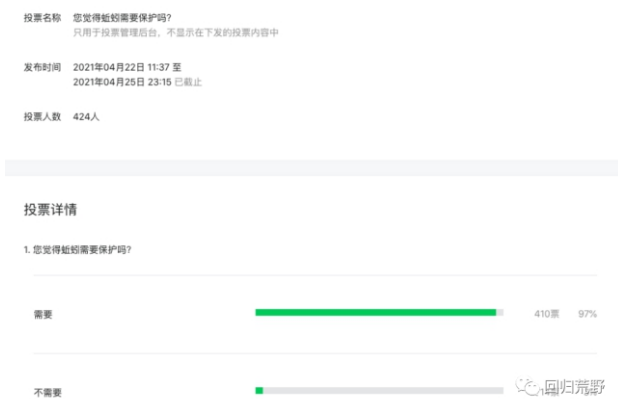 投票名称 您觉得蚯蚓需要保护吗?
只用于投票管理后台，不显示在下发的投票内容中
发布时间 2021年04月22日 11:37 至
2021年04月25日 23:15 已截止
投票人数 424人
投票详情
1. 您觉得蚯蚓需要保护吗?
需要 410票 97%
不需要 14票
回归荒野